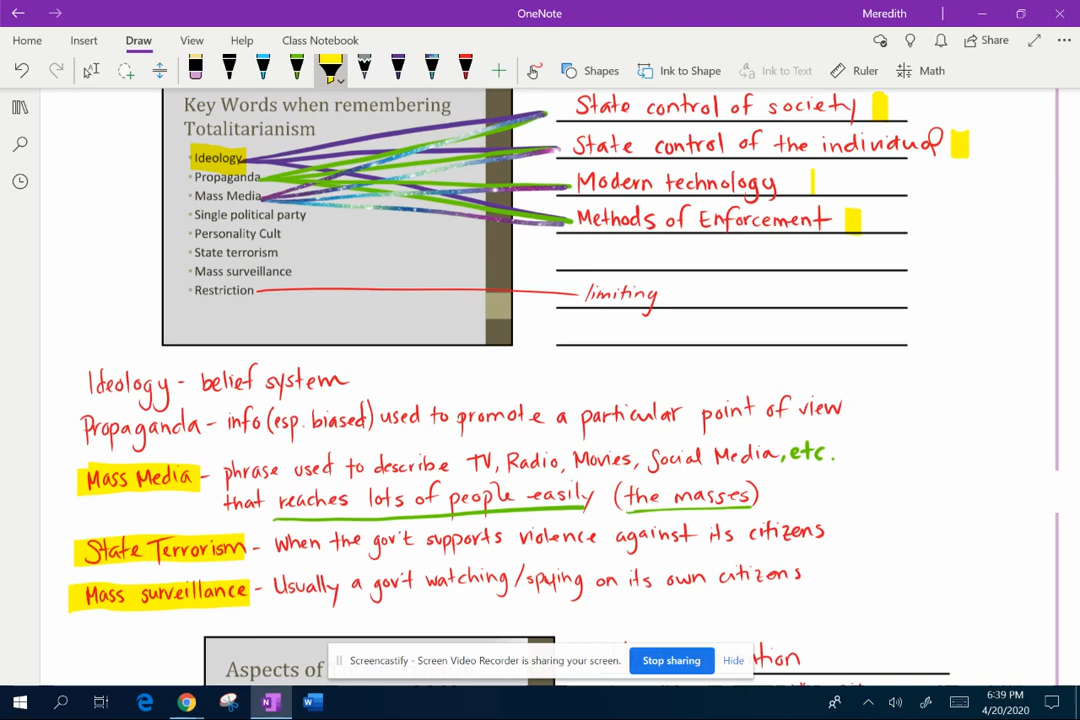 OneNote
Meredith
Home Insert Draw View Help Class Notebook
Share
Shapes Ink to Shape Ink to Text Ruler Math
Key Words when remembering
Totalitarianism
• Ideology
• Propaganda
• Mass Media
• Single political party
• Personality Cult
• State terrorism
• Mass surveillance
• Restriction
State control of society
State control of the individual
Modern technology
Methods of Enforcement
limiting
Ideology - belief system
Propaganda - info (esp. biased) used to promote a particular point of view
Mass Media - phrase used to describe TV, Radio, Movies, Social Media, etc.
that reaches lots of people easily (the masses)
State Terrorism - when the gov't supports violence against its citizens
Mass surveillance - Usually a gov't watching/spying on its own citizens
Aspects of
Screencastify - Screen Video Recorder is sharing your screen. Stop sharing Hide
6:39 PM
4/20/2020